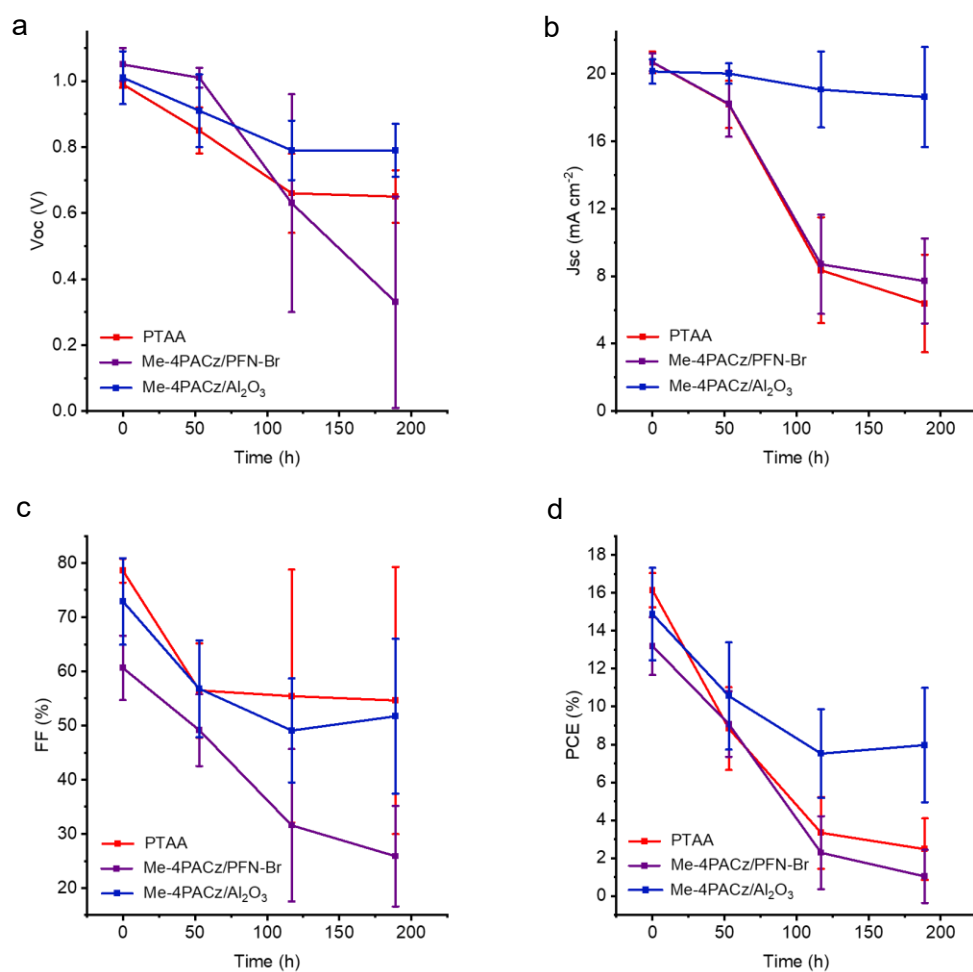 a
Voc (V)
1.0
0.8
0.6
0.4
0.2
0.0
PTAA
Me-4PACz/PFN-Br
Me-4PACz/Al₂O₃
0 50 100 150 200
Time (h)
b
Jsc (mA cm⁻²)
20
16
12
8
4
0
PTAA
Me-4PACz/PFN-Br
Me-4PACz/Al₂O₃
0 50 100 150 200
Time (h)
c
FF (%)
80
70
60
50
40
30
20
PTAA
Me-4PACz/PFN-Br
Me-4PACz/Al₂O₃
0 50 100 150 200
Time (h)
d
PCE (%)
18
16
14
12
10
8
6
4
2
0
PTAA
Me-4PACz/PFN-Br
Me-4PACz/Al₂O₃
0 50 100 150 200
Time (h)